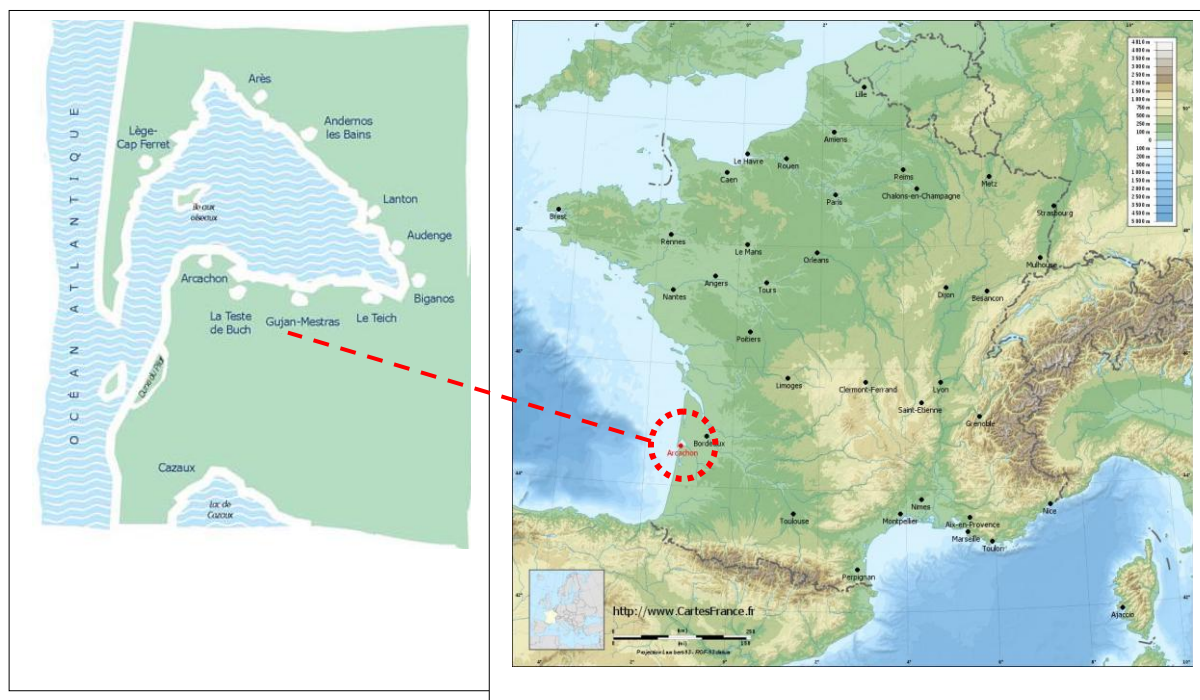 Arès
Andernos
les Bains
Lège-
Cap Ferret
Ile aux
oiseaux
Lanton
Audenge
Arcachon
Biganos
La Teste
de Buch
Gujan-Mestras
Le Teich
OCÉAN ATLANTIQUE
Dune du Pilat
Cazaux
Lac de
Cazaux
Lille
Amiens
Le Havre
Rouen
Caen
Reims
Metz
Chalons-en-Champagne
Paris
Strasbourg
Brest
Rennes
Le Mans
Orleans
Mulhouse
Angers
Tours
Nantes
Dijon
Besancon
Poitiers
Limoges
Clermont-Ferrand
Lyon
Saint-Etienne
Grenoble
Bordeaux
Arcachon
Nimes
Nice
Toulouse
Montpellier
Aix-en-Provence
Marseille
Toulon
Perpignan
Ajaccio
http://www.CartesFrance.fr